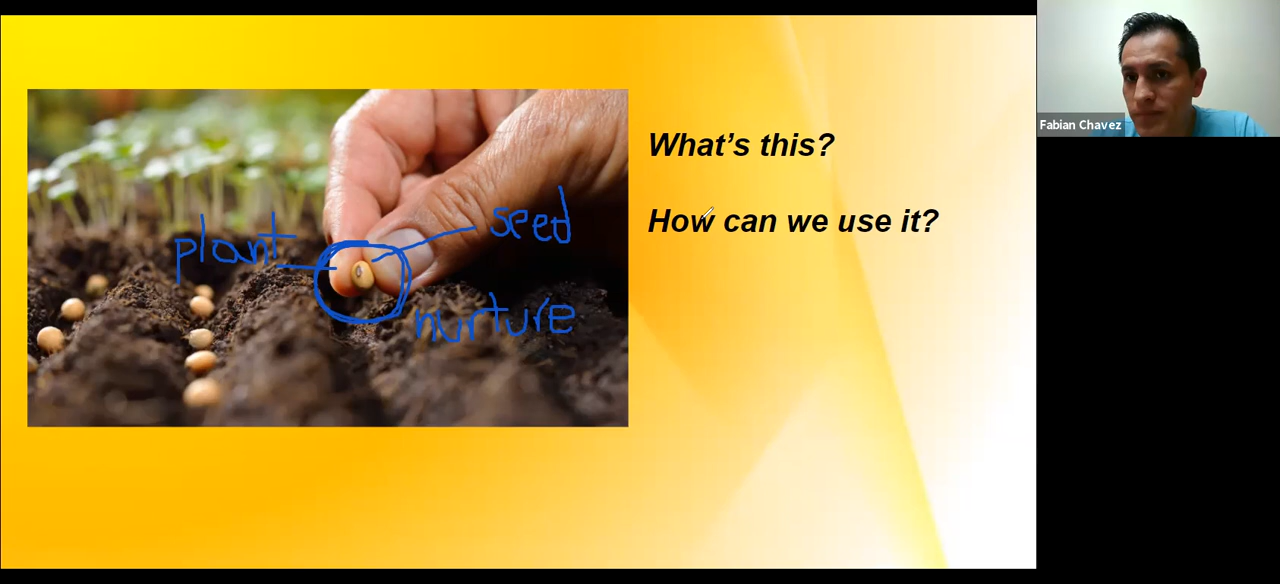 What's this?
How can we use it?
plant
seed
nurture
Fabian Chavez